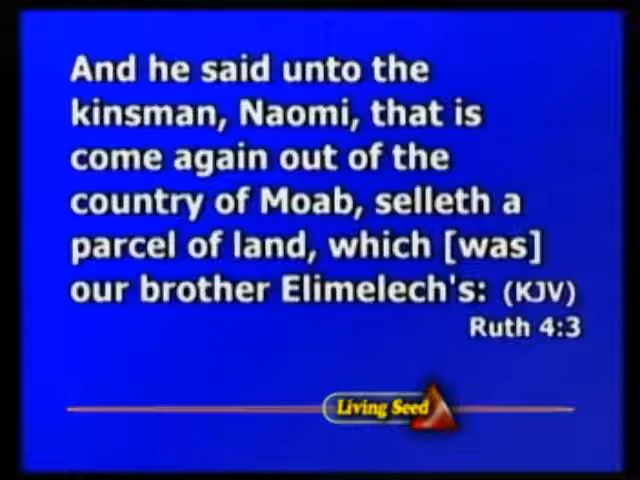 And he said unto the
kinsman, Naomi, that is
come again out of the
country of Moab, selleth a
parcel of land, which [was]
our brother Elimelech's: (KJV)
Ruth 4:3
Living Seed